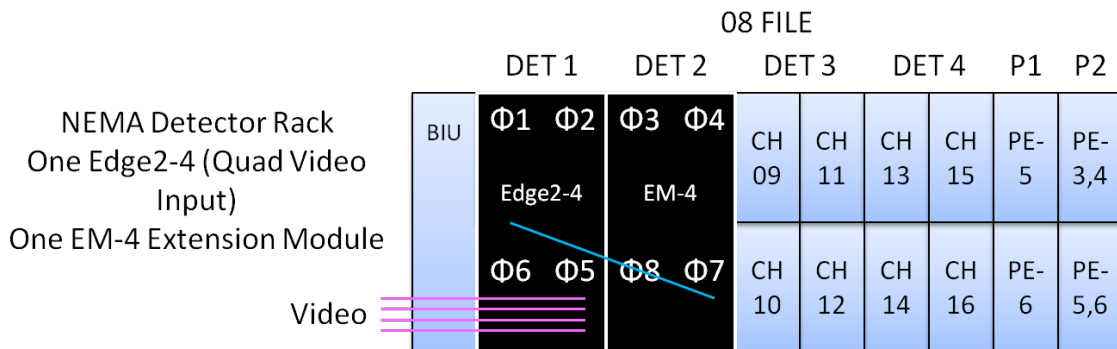 08 FILE
DET 1 DET 2 DET 3 DET 4 P1 P2
NEMA Detector Rack
One Edge2-4 (Quad Video
Input)
One EM-4 Extension Module
Video
BIU
Φ1 Φ2 Φ3 Φ4
Edge2-4 EM-4
Φ6 Φ5 Φ8 Φ7
CH
09
CH
11
CH
13
CH
15
PE-
5
PE-
3,4
CH
10
CH
12
CH
14
CH
16
PE-
6
PE-
5,6